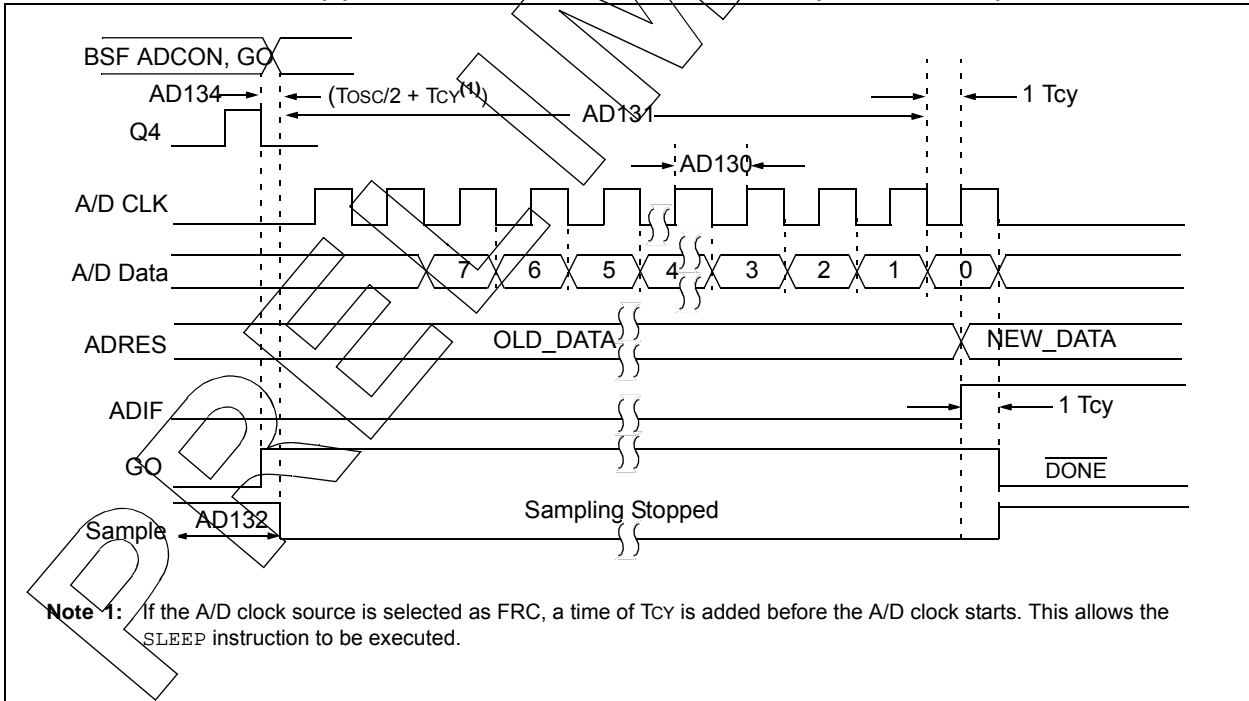 BSF ADCON, GO
AD134
(TOSC/2 + TCY(1))
1 Tcy
AD131
Q4
AD130
A/D CLK
A/D Data
7 6 5 4 3 2 1 0
ADRES
OLD_DATA
NEW_DATA
ADIF
1 Tcy
GO
DONE
Sample
AD132
Sampling Stopped
Note 1: If the A/D clock source is selected as FRC, a time of TCY is added before the A/D clock starts. This allows the
SLEEP instruction to be executed.